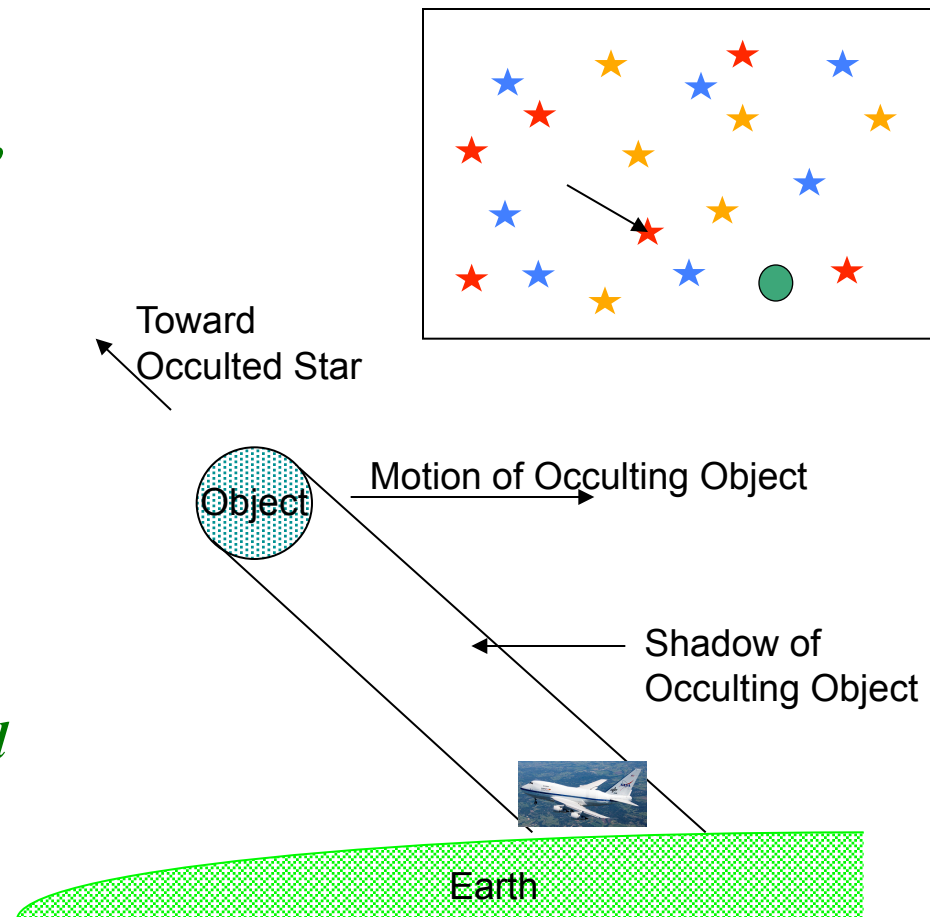 Toward
Occulted Star
Object
Motion of Occulting Object
Shadow of
Occulting Object
Earth